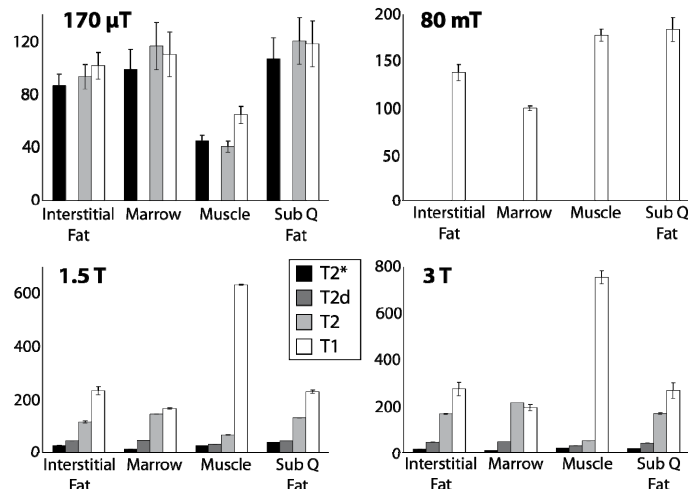 170 µT
120
80
40
0
Interstitial Fat
Marrow
Muscle
Sub Q Fat
80 mT
200
150
100
50
0
Interstitial Fat
Marrow
Muscle
Sub Q Fat
1.5 T
600
400
200
0
Interstitial Fat
Marrow
Muscle
Sub Q Fat
T2*
T2d
T2
T1
3 T
800
600
400
200
0
Interstitial Fat
Marrow
Muscle
Sub Q Fat